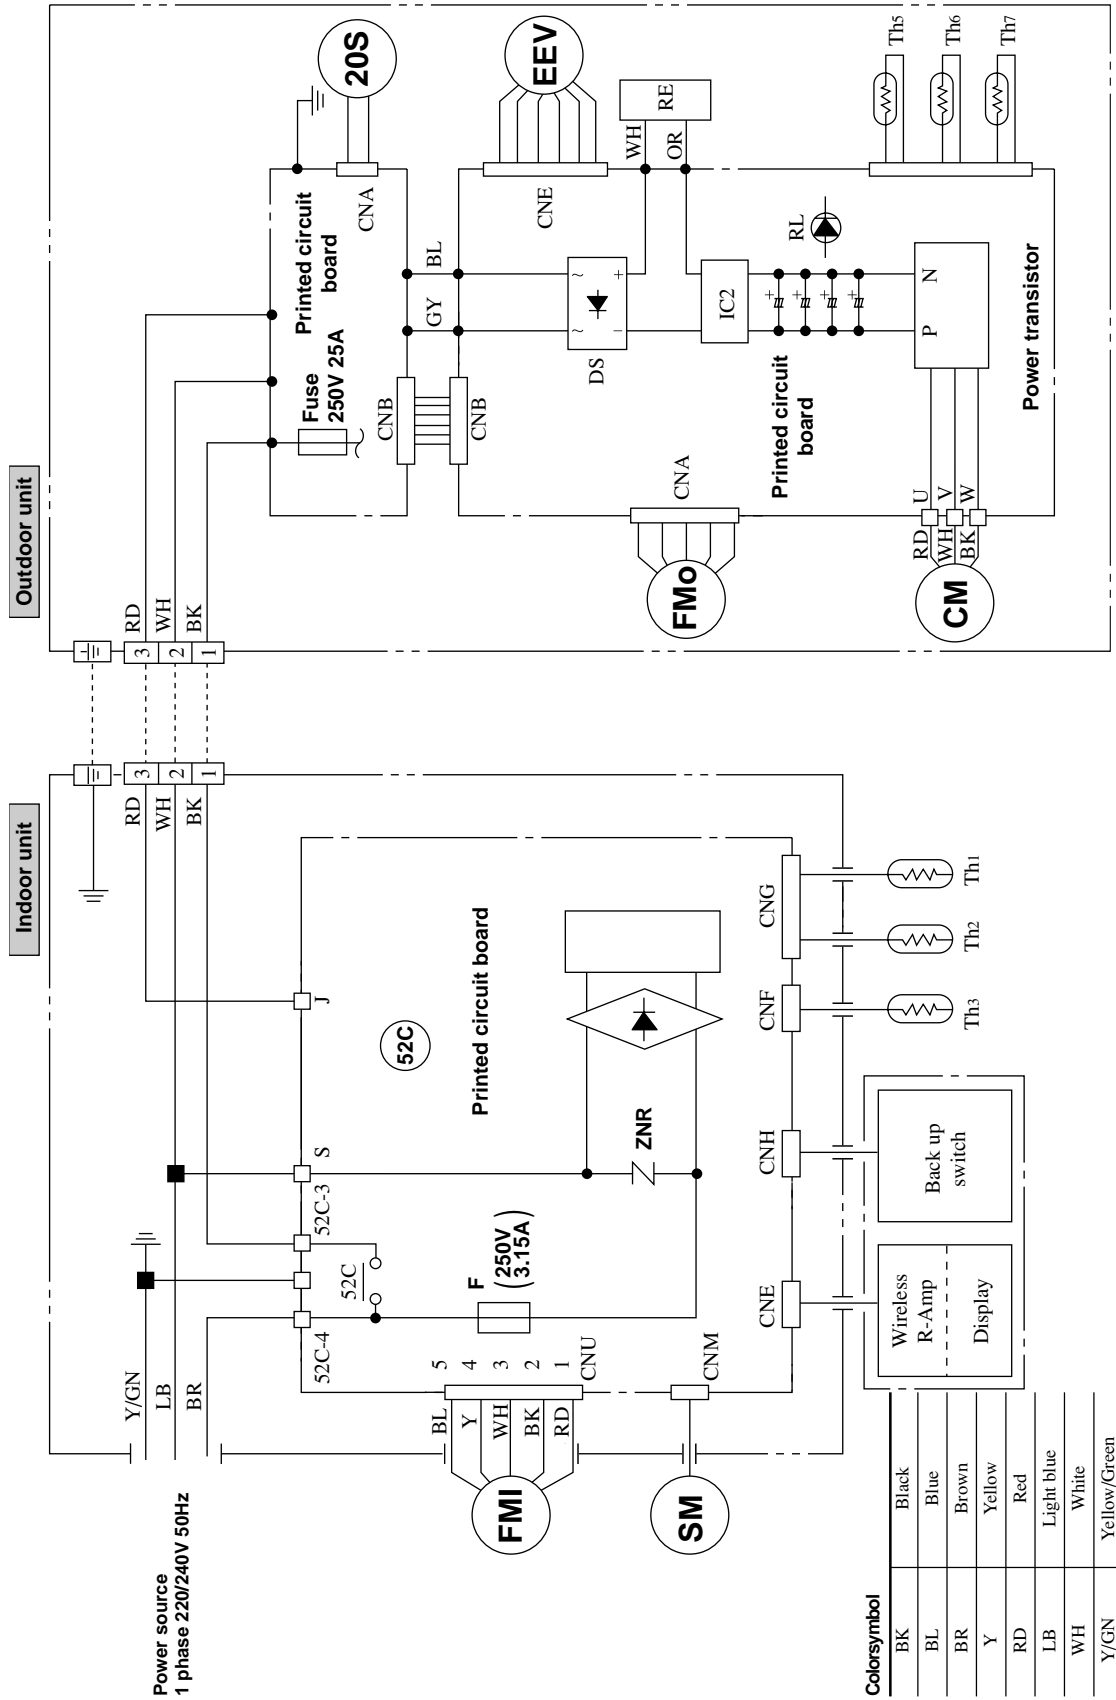 Indoor unit
Outdoor unit
Power source
1 phase 220/240V 50Hz
Y/GN
LB
BR
RD
WH
BK
3
2
1
3
2
1
RD
WH
BK
52C-4
52C-3
S
J
52C
52C
F
(250V
3.15A)
ZNR
Printed circuit board
BL
Y
WH
BK
RD
5
4
3
2
1
CNU
FMI
CNM
SM
CNE
CNH
CNF
CNG
Th3
Th2
Th1
Wireless
R-Amp
Display
Back up
switch
Fuse
250V 25A
Printed circuit
board
CNA
20S
CNB
GY
BL
CNB
CNE
EEV
WH
OR
RE
DS
~
~
−
+
IC2
RL
+
+
+
+
Printed circuit
board
CNA
FMo
P
N
Power transistor
U
V
W
RD
WH
BK
CM
Th5
Th6
Th7
Colorsymbol
BK Black
BL Blue
BR Brown
Y Yellow
RD Red
LB Light blue
WH White
Y/GN Yellow/Green